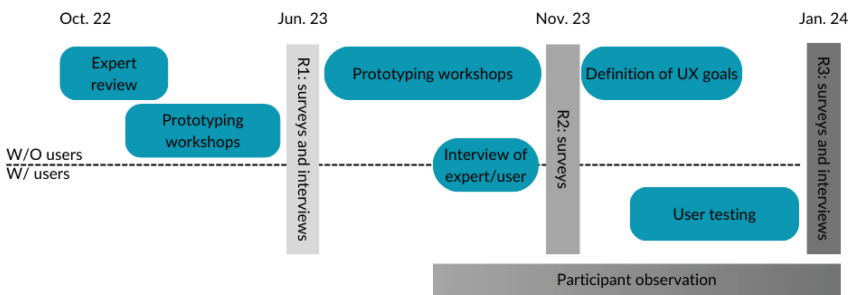 Oct. 22
Jun. 23
Nov. 23
Jan. 24
Expert
review
Prototyping
workshops
R1: surveys and interviews
Prototyping workshops
Interview of
expert/user
R2: surveys
Definition of UX goals
User testing
R3: surveys and interviews
W/O users
W/ users
Participant observation